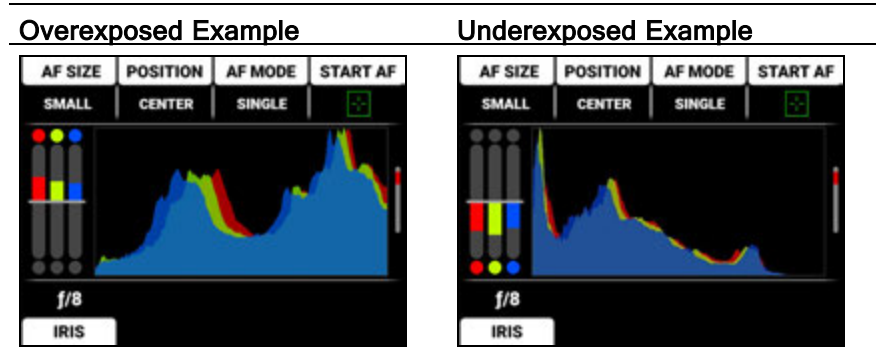 Overexposed Example Underexposed Example
AF SIZE POSITION AF MODE START AF AF SIZE POSITION AF MODE START AF
SMALL CENTER SINGLE SMALL CENTER SINGLE
ƒ/8 ƒ/8
IRIS IRIS